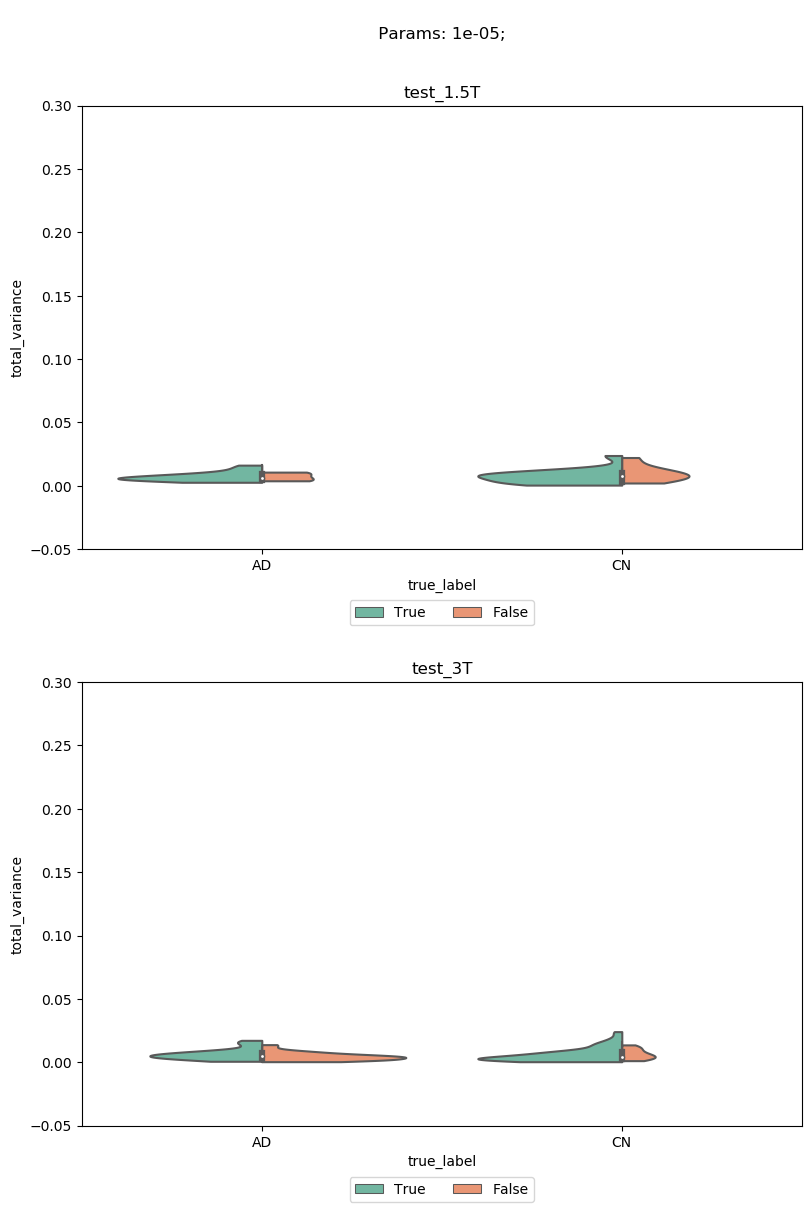 Params: 1e-05;
test_1.5T
0.30
0.25
0.20
0.15
0.10
0.05
0.00
−0.05
total_variance
AD
CN
true_label
True
False
test_3T
0.30
0.25
0.20
0.15
0.10
0.05
0.00
−0.05
total_variance
AD
CN
true_label
True
False